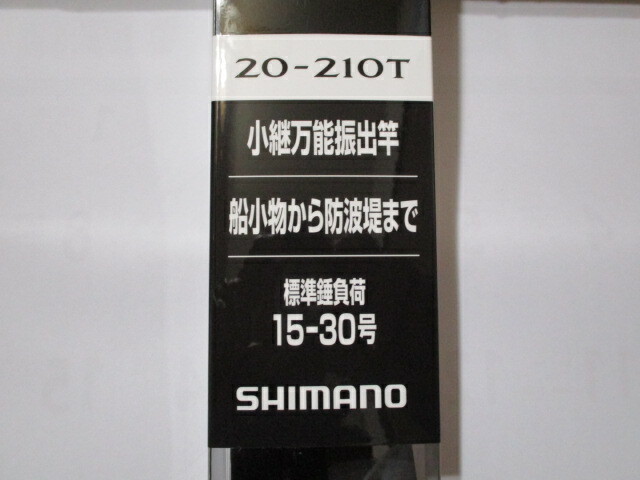 20-210T
小継万能振出竿
船小物から防波堤まで
標準錘負荷
15-30号
SHIMANO